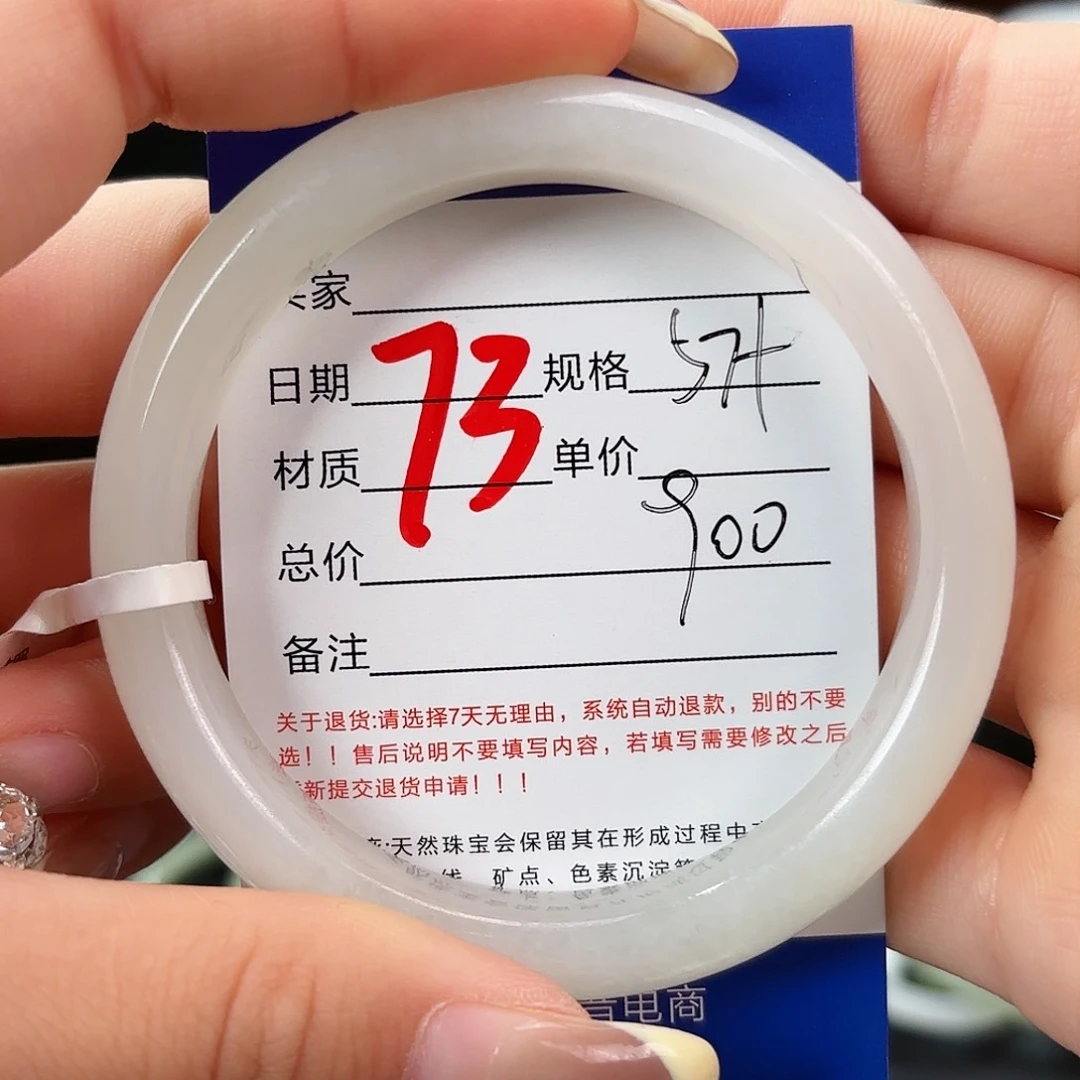 家
日期 73 规格 57+
材质 单价
900
总价
备注
关于退货:请选择7天无理由，系统自动退款，别的不要
选！！售后说明不要填写内容，若填写需要修改之后
新提交退货申请！！！
:天然珠宝会保留其在形成过程中
线、矿点、色素沉淀
电商